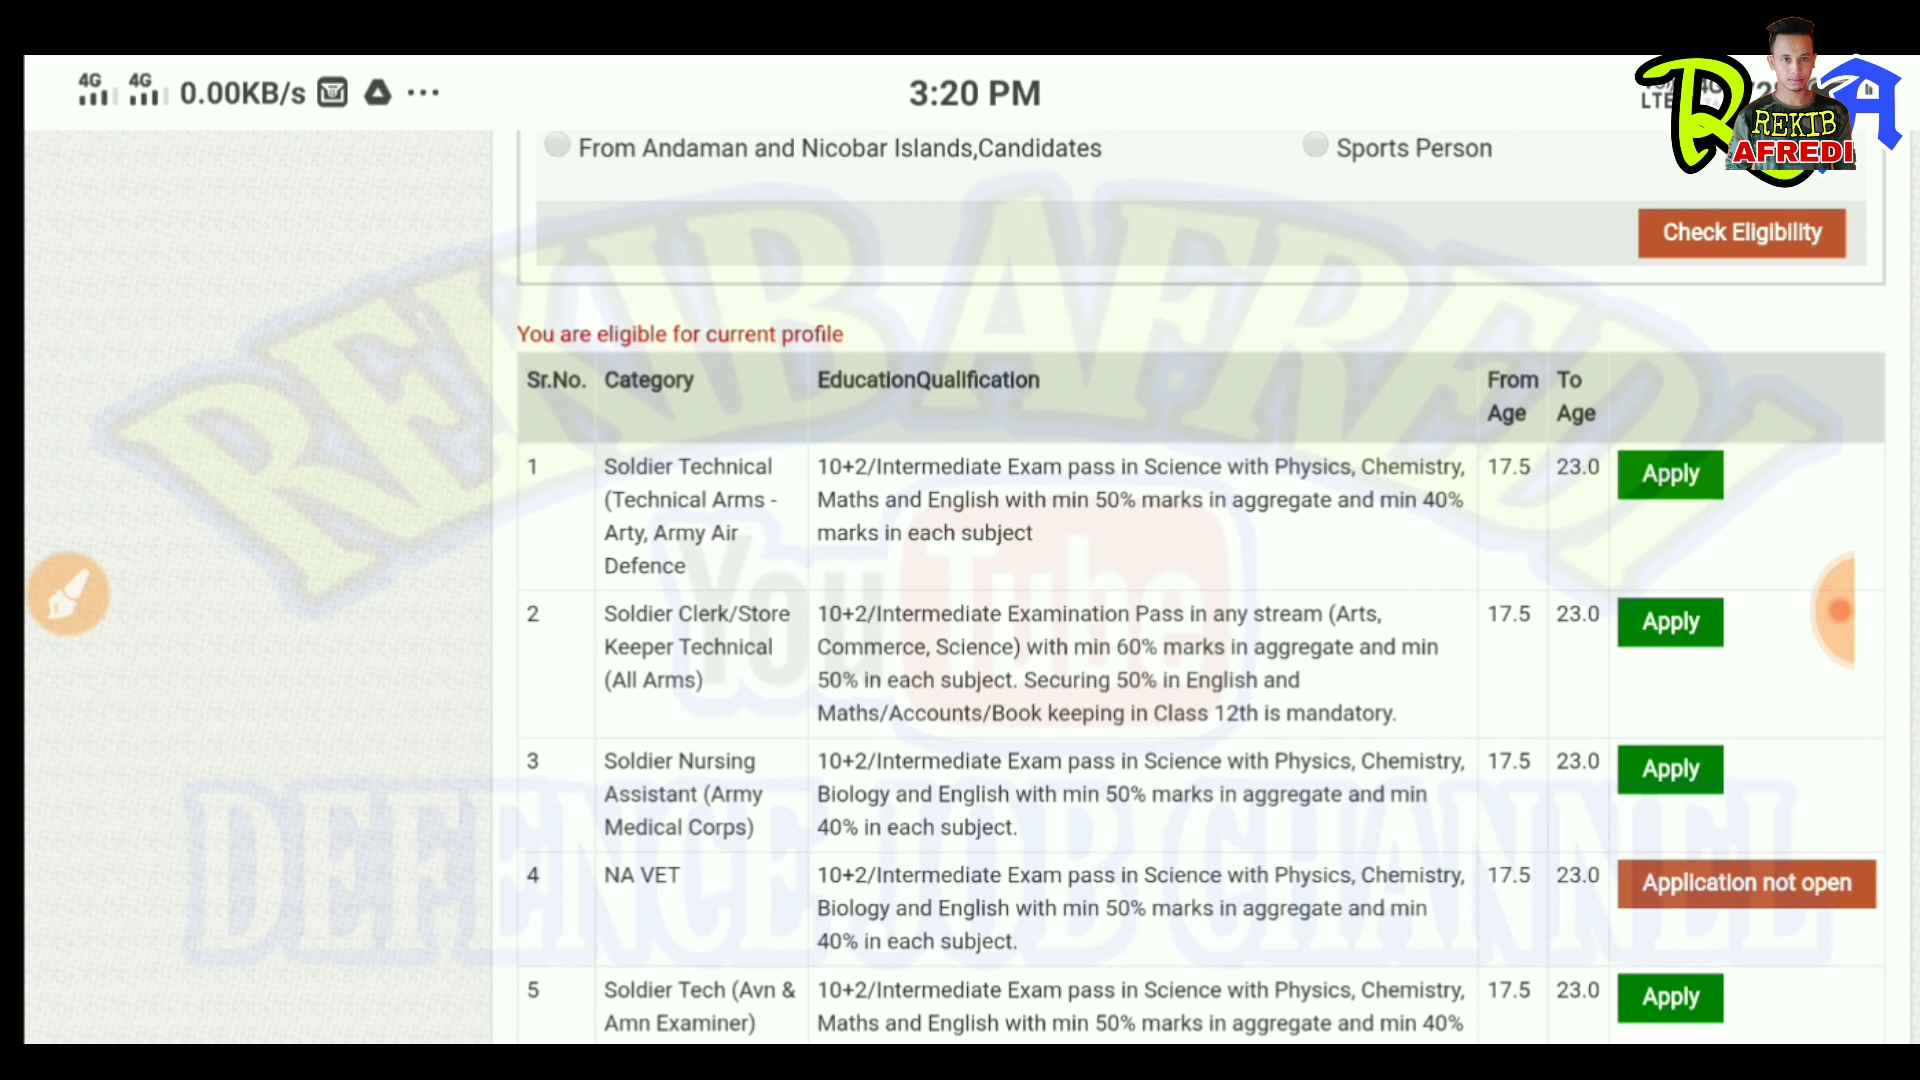 4G 4G 0.00KB/s ... 3:20 PM LTE 4G
REKIB
AFREDI
From Andaman and Nicobar Islands,Candidates Sports Person
Check Eligibility
You are eligible for current profile
Sr.No. Category EducationQualification From Age To Age
1 Soldier Technical (Technical Arms - Arty, Army Air Defence
10+2/Intermediate Exam pass in Science with Physics, Chemistry,
Maths and English with min 50% marks in aggregate and min 40%
marks in each subject
17.5 23.0 Apply
2 Soldier Clerk/Store Keeper Technical (All Arms)
10+2/Intermediate Examination Pass in any stream (Arts,
Commerce, Science) with min 60% marks in aggregate and min
50% in each subject. Securing 50% in English and
Maths/Accounts/Book keeping in Class 12th is mandatory.
17.5 23.0 Apply
3 Soldier Nursing Assistant (Army Medical Corps)
10+2/Intermediate Exam pass in Science with Physics, Chemistry,
Biology and English with min 50% marks in aggregate and min
40% in each subject.
17.5 23.0 Apply
4 NA VET
10+2/Intermediate Exam pass in Science with Physics, Chemistry,
Biology and English with min 50% marks in aggregate and min
40% in each subject.
17.5 23.0 Application not open
5 Soldier Tech (Avn & Amn Examiner)
10+2/Intermediate Exam pass in Science with Physics, Chemistry,
Maths and English with min 50% marks in aggregate and min 40%
17.5 23.0 Apply
REKIB AFREDI
YouTube
DEFENCE JOB CHANNEL